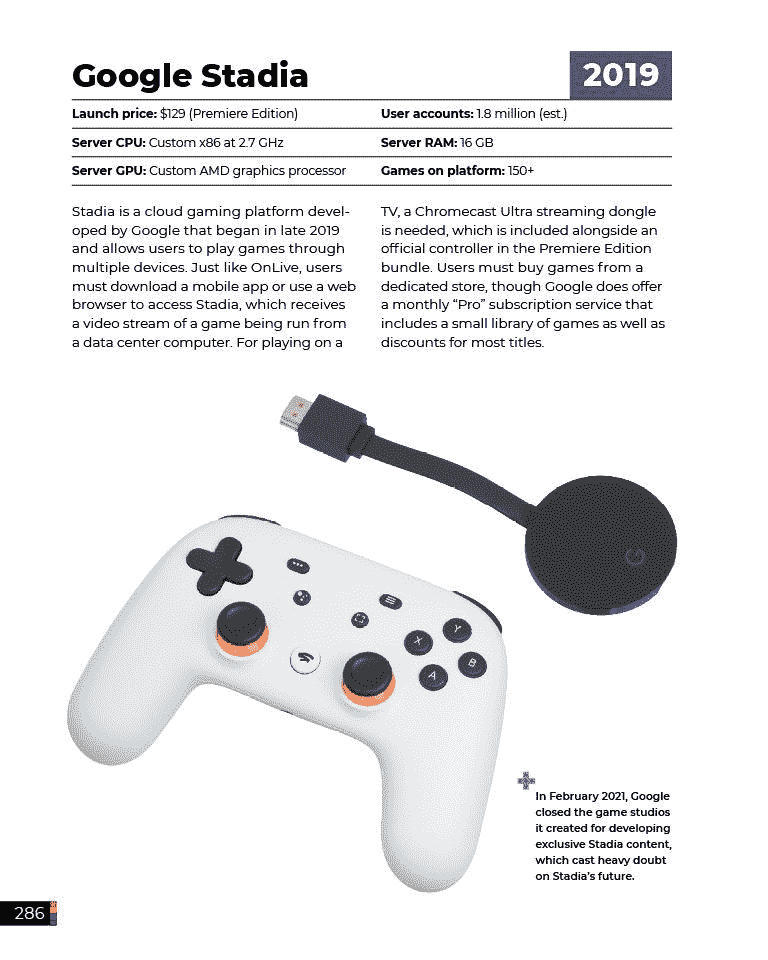 Google Stadia
2019
Launch price: $129 (Premiere Edition)
User accounts: 1.8 million (est.)
Server CPU: Custom x86 at 2.7 GHz
Server RAM: 16 GB
Server GPU: Custom AMD graphics processor
Games on platform: 150+
Stadia is a cloud gaming platform devel-
oped by Google that began in late 2019
and allows users to play games through
multiple devices. Just like OnLive, users
must download a mobile app or use a web
browser to access Stadia, which receives
a video stream of a game being run from
a data center computer. For playing on a
TV, a Chromecast Ultra streaming dongle
is needed, which is included alongside an
official controller in the Premiere Edition
bundle. Users must buy games from a
dedicated store, though Google does offer
a monthly “Pro” subscription service that
includes a small library of games as well as
discounts for most titles.
G
Y
X
B
A
In February 2021, Google
closed the game studios
it created for developing
exclusive Stadia content,
which cast heavy doubt
on Stadia’s future.
286